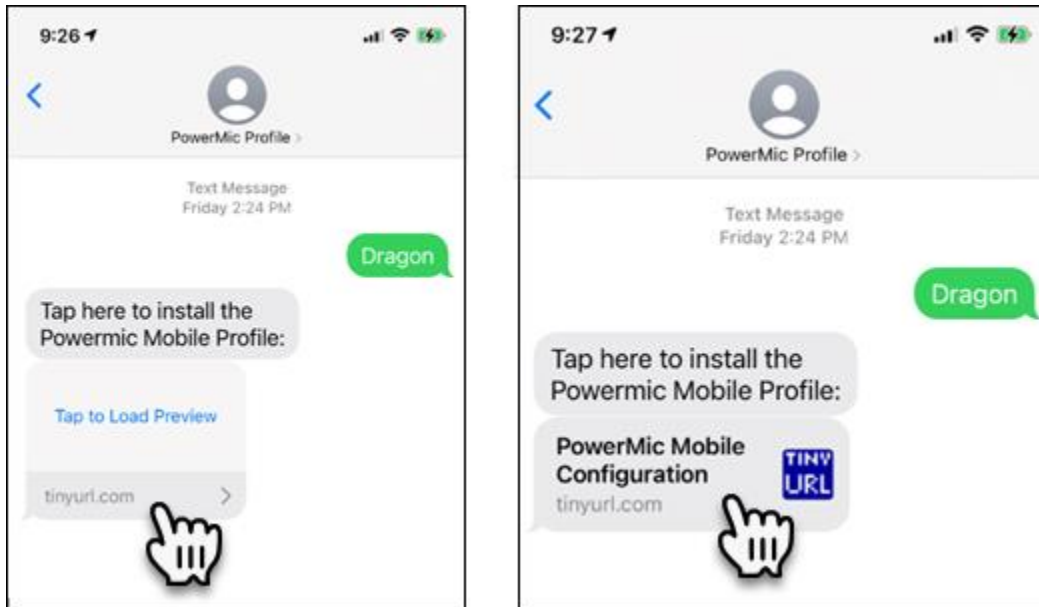 9:26
PowerMic Profile >
Text Message
Friday 2:24 PM
Dragon
Tap here to install the
Powermic Mobile Profile:
Tap to Load Preview
tinyurl.com
9:27
PowerMic Profile >
Text Message
Friday 2:24 PM
Dragon
Tap here to install the
Powermic Mobile Profile:
PowerMic Mobile
Configuration
tinyurl.com
TINY
URL